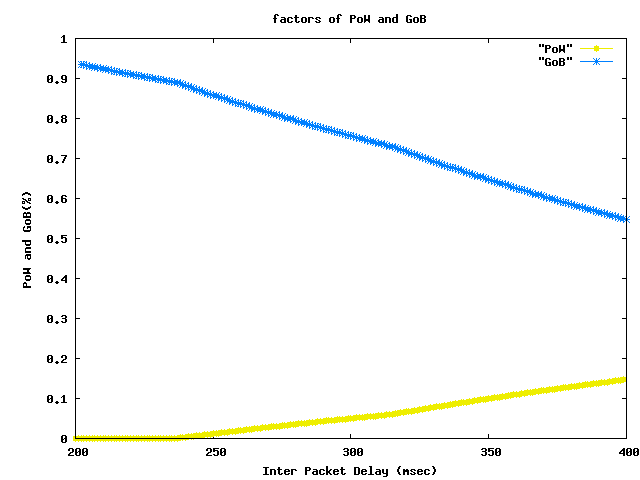 factors of PoW and GoB
"PoW"
"GoB"
1
0.9
0.8
0.7
0.6
0.5
0.4
0.3
0.2
0.1
0
PoW and GoB(%)
200 250 300 350 400
Inter Packet Delay (msec)